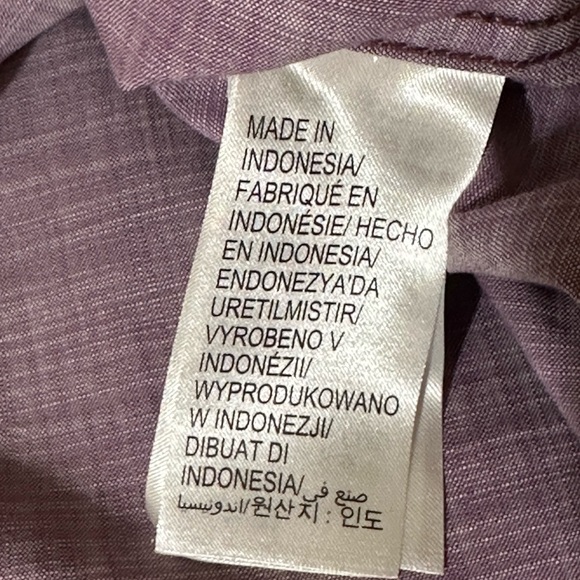 MADE IN
INDONESIA/
FABRIQUÉ EN
INDONÉSIE/ HECHO
EN INDONESIA/
ENDONEZYA'DA
URETILMISTIR/
VYROBENO V
INDONÉZII/
WYPRODUKOWANO
W INDONEZJI/
DIBUAT DI
INDONESIA/صنع في
اندونيسيا/원산지 : 인도